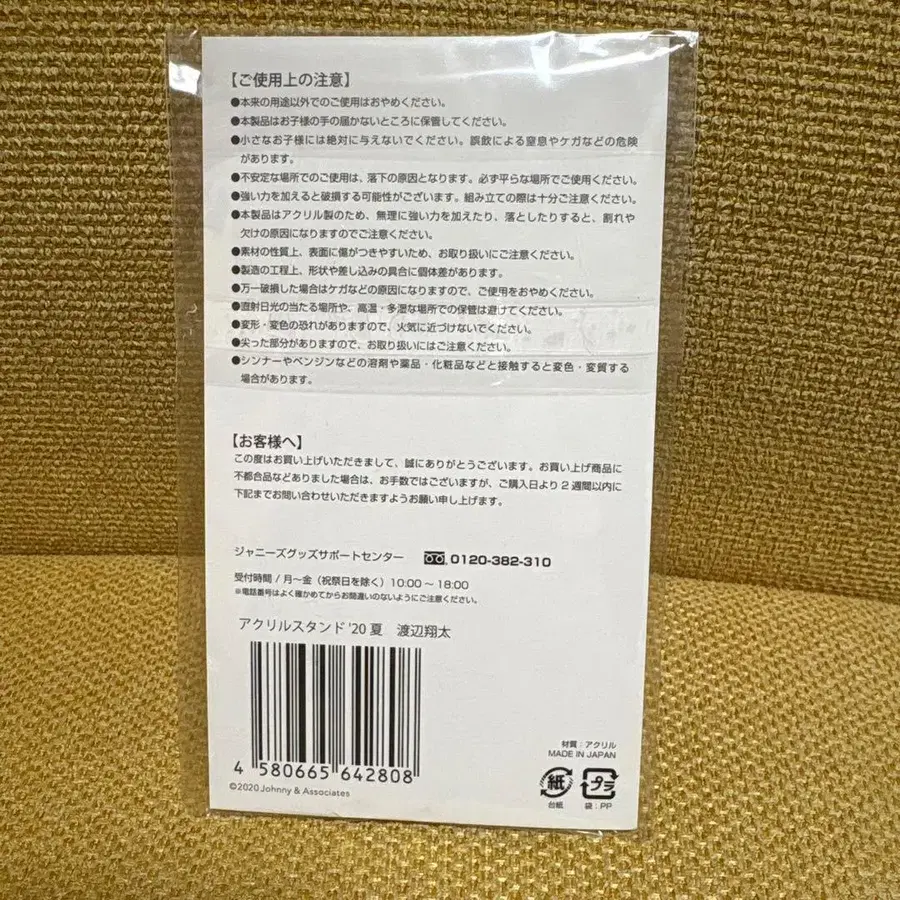 【ご使用上の注意】
●本来の用途以外でのご使用はおやめください。
●本製品はお子様の手の届かないところに保管してください。
●小さなお子様には絶対に与えないでください。誤飲による窒息やケガなどの危険
があります。
●不安定な場所でのご使用は、落下の原因となります。必ず平らな場所でご使用ください。
●強い力を加えると破損する可能性がございます。組み立ての際は十分ご注意ください。
●本製品はアクリル製のため、無理に強い力を加えたり、落としたりすると、割れや
欠けの原因になりますのでご注意ください。
●素材の性質上、表面に傷がつきやすいため、お取り扱いにご注意ください。
●製造の工程上、形状や差し込みの具合に個体差があります。
●万一破損した場合はケガなどの原因になりますので、ご使用をおやめください。
●直射日光の当たる場所や、高温・多湿な場所での保管は避けてください。
●変形・変色の恐れがありますので、火気に近づけないでください。
●尖った部分がありますので、お取り扱いにはご注意ください。
●シンナーやベンジンなどの溶剤や薬品・化粧品などと接触すると変色・変質する
場合があります。
【お客様へ】
この度はお買い上げいただきまして、誠にありがとうございます。お買い上げ商品に
不都合品などありました場合は、お手数ではございますが、ご購入日より2週間以内に
下記までお問い合わせいただきますようお願い申し上げます。
ジャニーズグッズサポートセンター 0120-382-310
受付時間 / 月〜金（祝祭日を除く）10:00〜18:00
※電話番号はよく確かめてからお間違いのないようにご注意ください。
アクリルスタンド '20 夏 渡辺翔太
4 580665 642808
©2020 Johnny & Associates
材質：アクリル
MADE IN JAPAN
紙 プラ
台紙 袋：PP